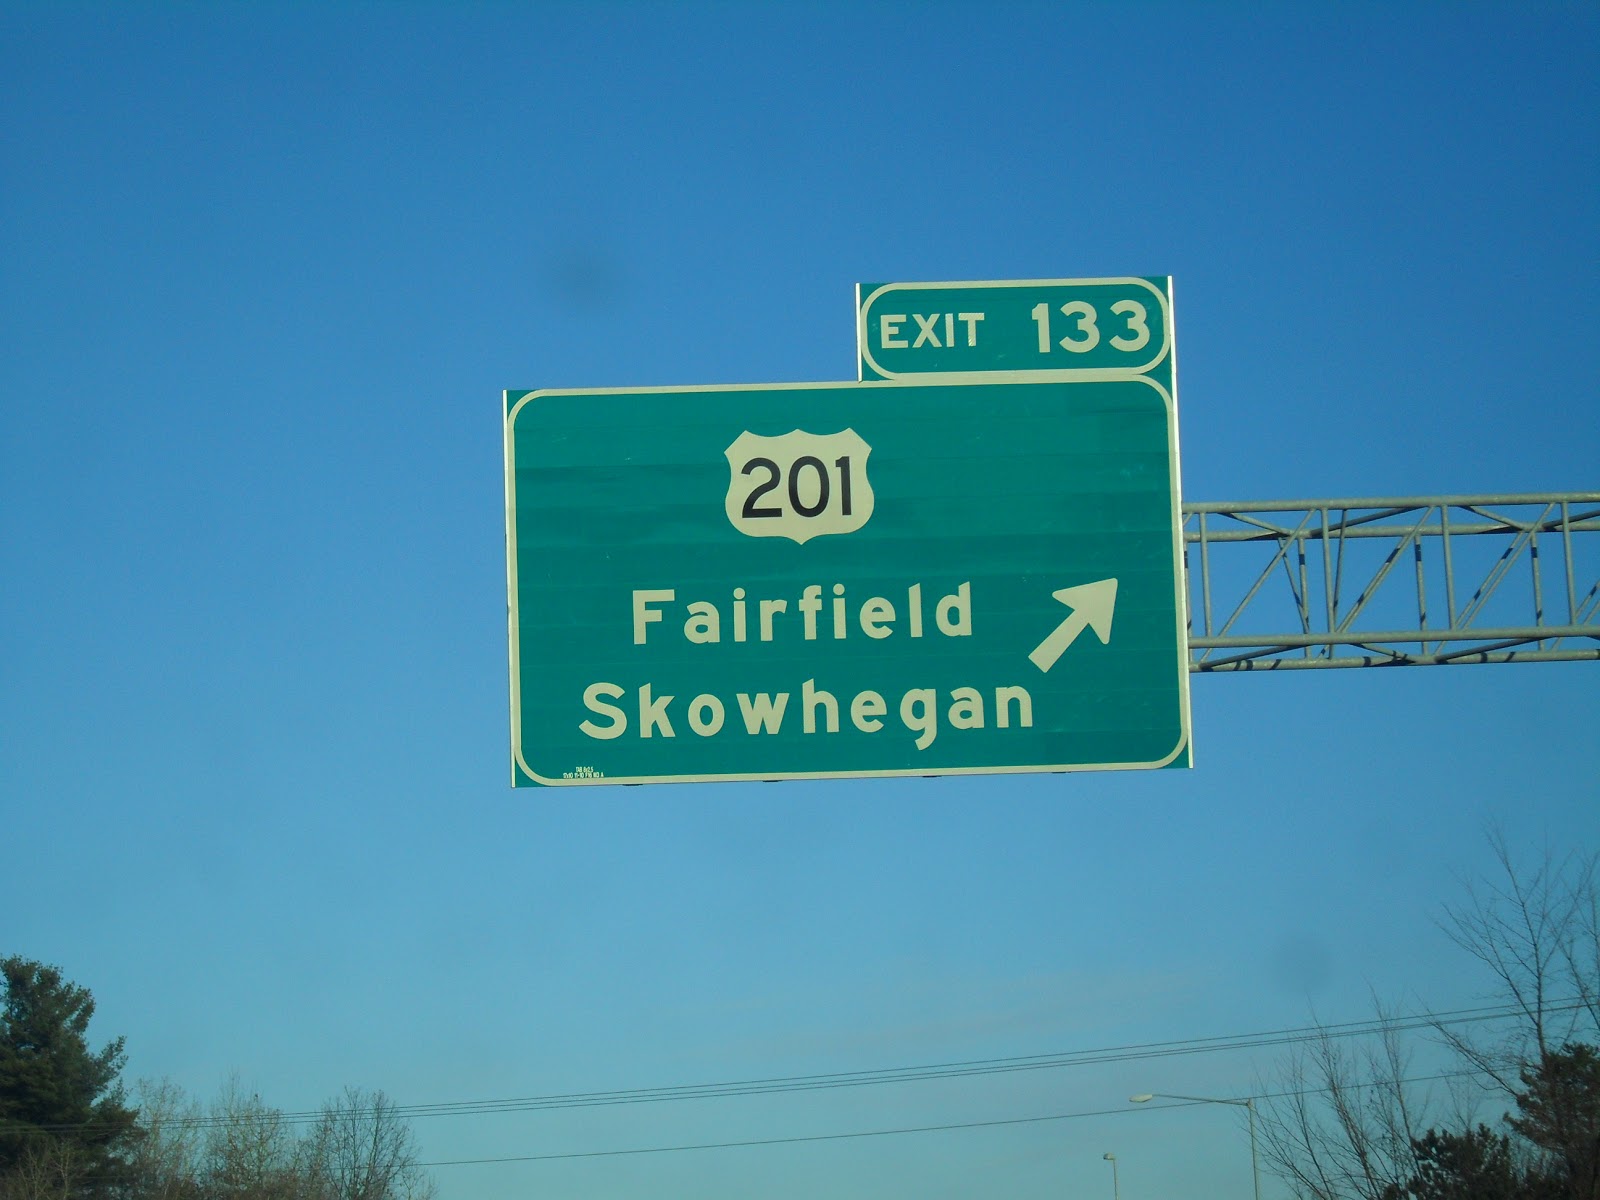 EXIT 133
201
Fairfield
Skowhegan